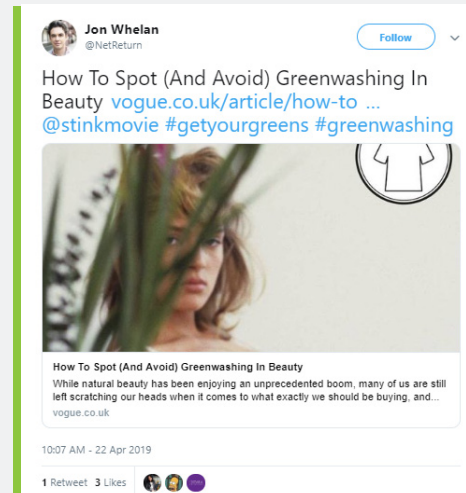 Jon Whelan
@NetReturn
Follow
How To Spot (And Avoid) Greenwashing In
Beauty vogue.co.uk/article/how-to ...
@stinkmovie #getyourgreens #greenwashing
How To Spot (And Avoid) Greenwashing In Beauty
While natural beauty has been enjoying an unprecedented boom, many of us are still
left scratching our heads when it comes to what exactly we should be buying, and...
vogue.co.uk
10:07 AM - 22 Apr 2019
1 Retweet 3 Likes